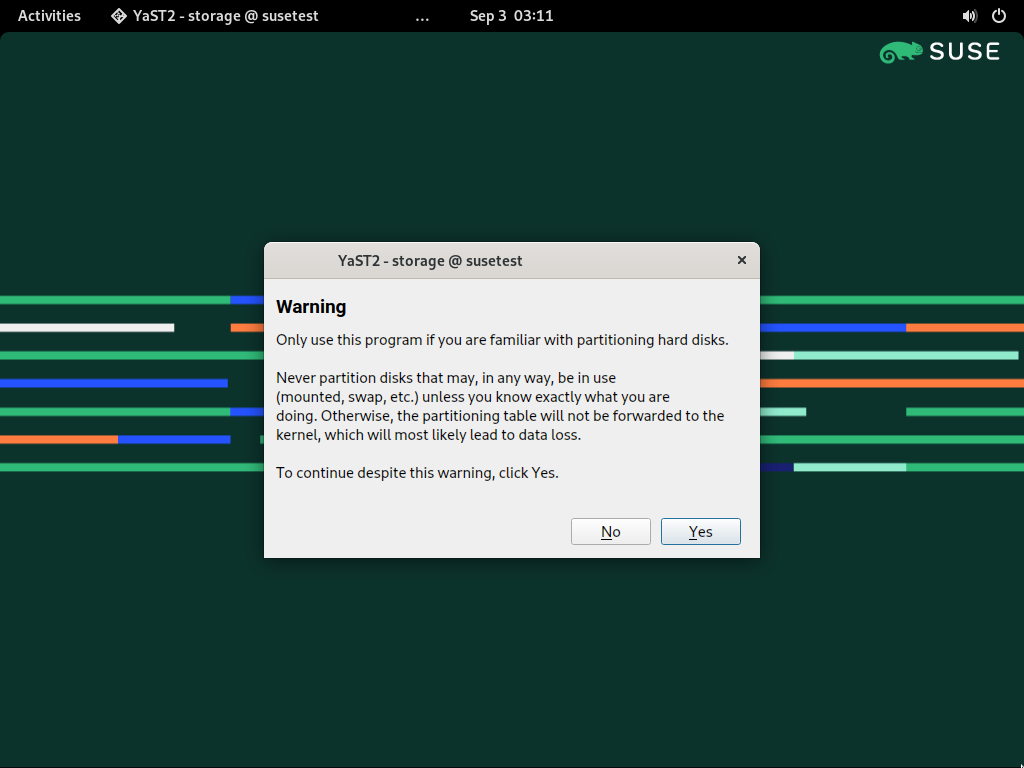 Activities YaST2 - storage @ susetest ... Sep 3 03:11
SUSE
YaST2 - storage @ susetest
Warning
Only use this program if you are familiar with partitioning hard disks.
Never partition disks that may, in any way, be in use
(mounted, swap, etc.) unless you know exactly what you are
doing. Otherwise, the partitioning table will not be forwarded to the
kernel, which will most likely lead to data loss.
To continue despite this warning, click Yes.
No Yes